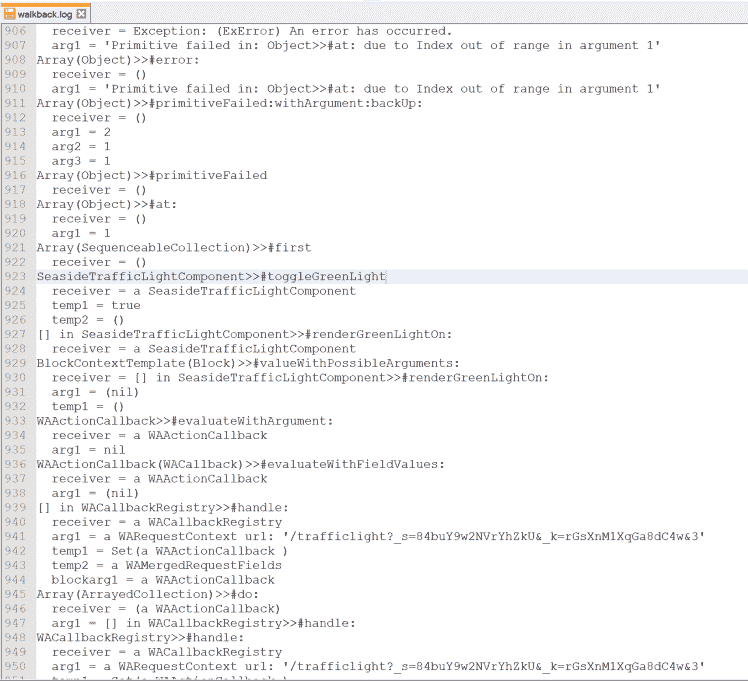 walkback.log
906 receiver = Exception: (ExError) An error has occurred.
907 arg1 = 'Primitive failed in: Object>>#at: due to Index out of range in argument 1'
908 Array(Object)>>#error:
909 receiver = ()
910 arg1 = 'Primitive failed in: Object>>#at: due to Index out of range in argument 1'
911 Array(Object)>>#primitiveFailed:withArgument:backUp:
912 receiver = ()
913 arg1 = 2
914 arg2 = 1
915 arg3 = 1
916 Array(Object)>>#primitiveFailed
917 receiver = ()
918 Array(Object)>>#at:
919 receiver = ()
920 arg1 = 1
921 Array(SequenceableCollection)>>#first
922 receiver = ()
923 SeasideTrafficLightComponent>>#toggleGreenLight
924 receiver = a SeasideTrafficLightComponent
925 temp1 = true
926 temp2 = ()
927 [] in SeasideTrafficLightComponent>>#renderGreenLightOn:
928 receiver = a SeasideTrafficLightComponent
929 BlockContextTemplate(Block)>>#valueWithPossibleArguments:
930 receiver = [] in SeasideTrafficLightComponent>>#renderGreenLightOn:
931 arg1 = (nil)
932 temp1 = ()
933 WAActionCallback>>#evaluateWithArgument:
934 receiver = a WAActionCallback
935 arg1 = nil
936 WAActionCallback(WACallback)>>#evaluateWithFieldValues:
937 receiver = a WAActionCallback
938 arg1 = (nil)
939 [] in WACallbackRegistry>>#handle:
940 receiver = a WACallbackRegistry
941 arg1 = a WARequestContext url: '/trafficlight?_s=84buY9w2NVrYhZkU&_k=rGsXnM1XqGa8dC4w&3'
942 temp1 = Set(a WAActionCallback )
943 temp2 = a WAMergedRequestFields
944 blockarg1 = a WAActionCallback
945 Array(ArrayedCollection)>>#do:
946 receiver = (a WAActionCallback)
947 arg1 = [] in WACallbackRegistry>>#handle:
948 WACallbackRegistry>>#handle:
949 receiver = a WACallbackRegistry
950 arg1 = a WARequestContext url: '/trafficlight?_s=84buY9w2NVrYhZkU&_k=rGsXnM1XqGa8dC4w&3'